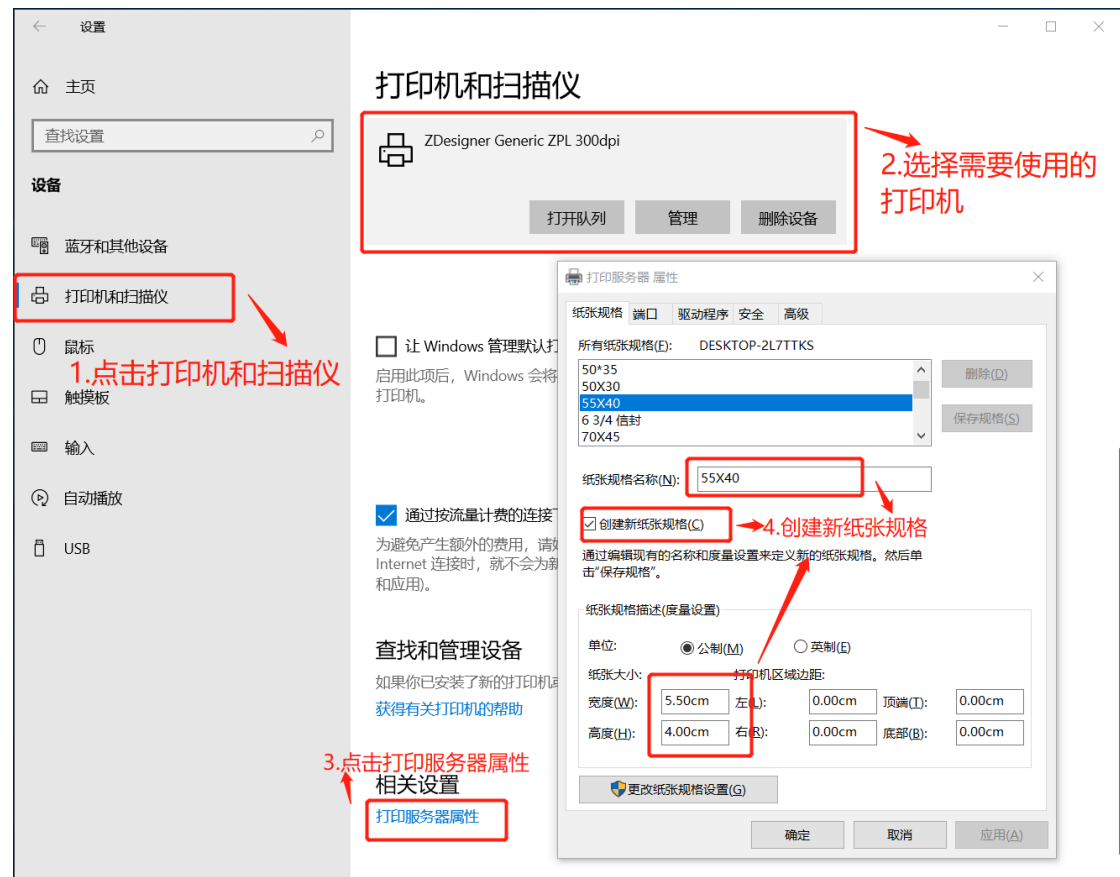 设置
主页
查找设置
设备
蓝牙和其他设备
打印机和扫描仪
鼠标
1.点击打印机和扫描仪
触摸板
输入
自动播放
USB
打印机和扫描仪
ZDesigner Generic ZPL 300dpi
打开队列 管理 删除设备
2.选择需要使用的
打印机
让 Windows 管理默认打
启用此项后，Windows 会将
打印机。
通过按流量计费的连接下
为避免产生额外的费用，请如
Internet 连接时，就不会为新
和应用)。
查找和管理设备
如果你已安装了新的打印机或
获得有关打印机的帮助
3.点击打印服务器属性
相关设置
打印服务器属性
打印服务器 属性
纸张规格 端口 驱动程序 安全 高级
所有纸张规格(F): DESKTOP-2L7TTKS
50*35
50X30
55X40
6 3/4 信封
70X45
删除(D)
保存规格(S)
纸张规格名称(N): 55X40
创建新纸张规格(C)
4.创建新纸张规格
通过编辑现有的名称和度量设置来定义新的纸张规格。然后单
击“保存规格”。
纸张规格描述(度量设置)
单位: 公制(M) 英制(E)
纸张大小: 打印机区域边距:
宽度(W): 5.50cm 左(L): 0.00cm 顶端(T): 0.00cm
高度(H): 4.00cm 右(R): 0.00cm 底部(B): 0.00cm
更改纸张规格设置(G)
确定 取消 应用(A)